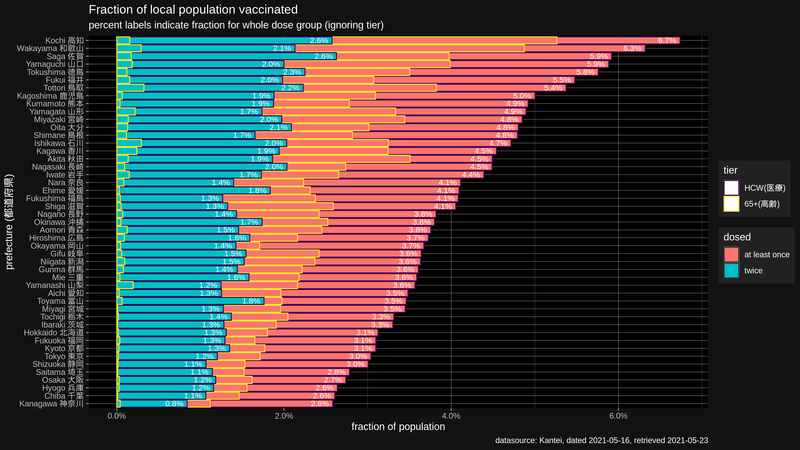 Fraction of local population vaccinated
percent labels indicate fraction for whole dose group (ignoring tier)
prefecture (都道府県)
Kochi 高知 2.6% 6.7%
Wakayama 和歌山 2.1% 6.3%
Saga 佐賀 2.6% 5.9%
Yamaguchi 山口 2.0% 5.9%
Tokushima 徳島 2.3% 5.8%
Fukui 福井 2.0% 5.5%
Tottori 鳥取 2.2% 5.4%
Kagoshima 鹿児島 1.9% 5.0%
Kumamoto 熊本 1.9% 4.9%
Yamagata 山形 1.7% 4.9%
Miyazaki 宮崎 2.0% 4.8%
Oita 大分 2.1% 4.8%
Shimane 島根 1.7% 4.8%
Ishikawa 石川 2.0% 4.7%
Kagawa 香川 1.9% 4.5%
Akita 秋田 1.9% 4.5%
Nagasaki 長崎 2.0% 4.5%
Iwate 岩手 1.7% 4.4%
Nara 奈良 1.4% 4.1%
Ehime 愛媛 1.8% 4.1%
Fukushima 福島 1.3% 4.1%
Shiga 滋賀 1.3% 4.1%
Nagano 長野 1.4% 3.8%
Okinawa 沖縄 1.7% 3.8%
Aomori 青森 1.5% 3.8%
Hiroshima 広島 1.6% 3.7%
Okayama 岡山 1.4% 3.7%
Gifu 岐阜 1.5% 3.6%
Niigata 新潟 1.5% 3.6%
Gunma 群馬 1.4% 3.6%
Mie 三重 1.6% 3.6%
Yamanashi 山梨 1.2% 3.6%
Aichi 愛知 1.3% 3.5%
Toyama 富山 1.8% 3.5%
Miyagi 宮城 1.3% 3.5%
Tochigi 栃木 1.4% 3.3%
Ibaraki 茨城 1.3% 3.3%
Hokkaido 北海道 1.3% 3.1%
Fukuoka 福岡 1.3% 3.1%
Kyoto 京都 1.3% 3.1%
Tokyo 東京 1.2% 3.0%
Shizuoka 静岡 1.1% 3.0%
Saitama 埼玉 1.1% 2.8%
Osaka 大阪 1.2% 2.7%
Hyogo 兵庫 1.2% 2.6%
Chiba 千葉 1.1% 2.6%
Kanagawa 神奈川 0.8% 2.6%
0.0% 2.0% 4.0% 6.0%
fraction of population
tier
HCW(医療)
65+(高齢)
dosed
at least once
twice
datasource: Kantei, dated 2021-05-16, retrieved 2021-05-23